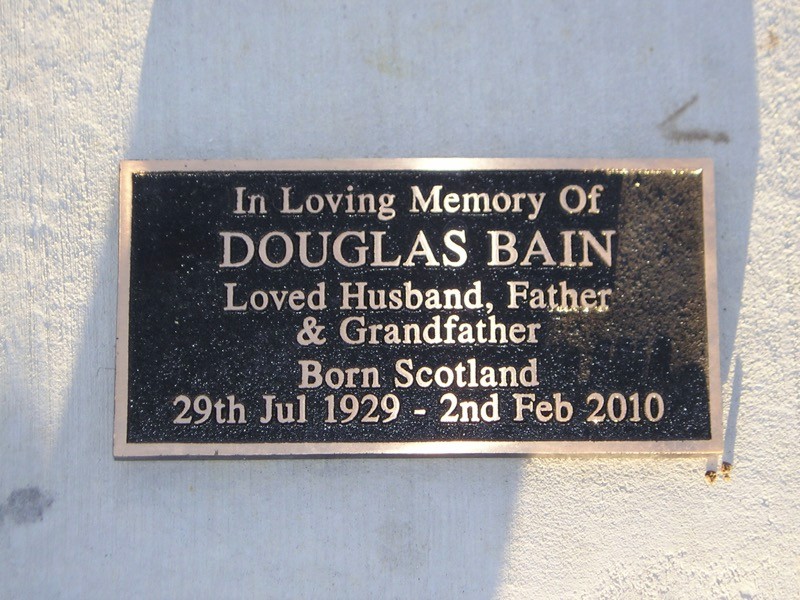 In Loving Memory Of
DOUGLAS BAIN
Loved Husband, Father
& Grandfather
Born Scotland
29th Jul 1929 - 2nd Feb 2010